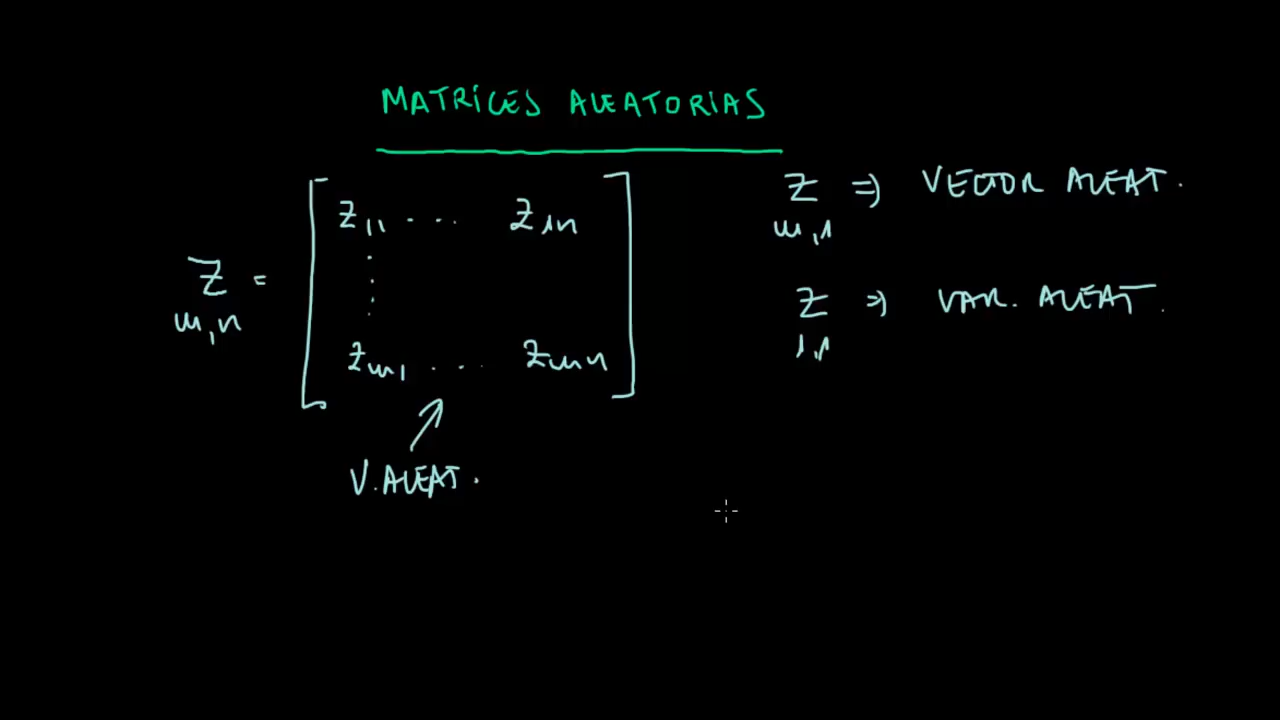 MATRICES ALEATORIAS
Z ⇒ VECTOR ALEAT.
m,1
Z11 ... Z1n
Z =
m,n
Z ⇒ VAR. ALEAT.
1,1
Zm1 ... Zmn
V. ALEAT.